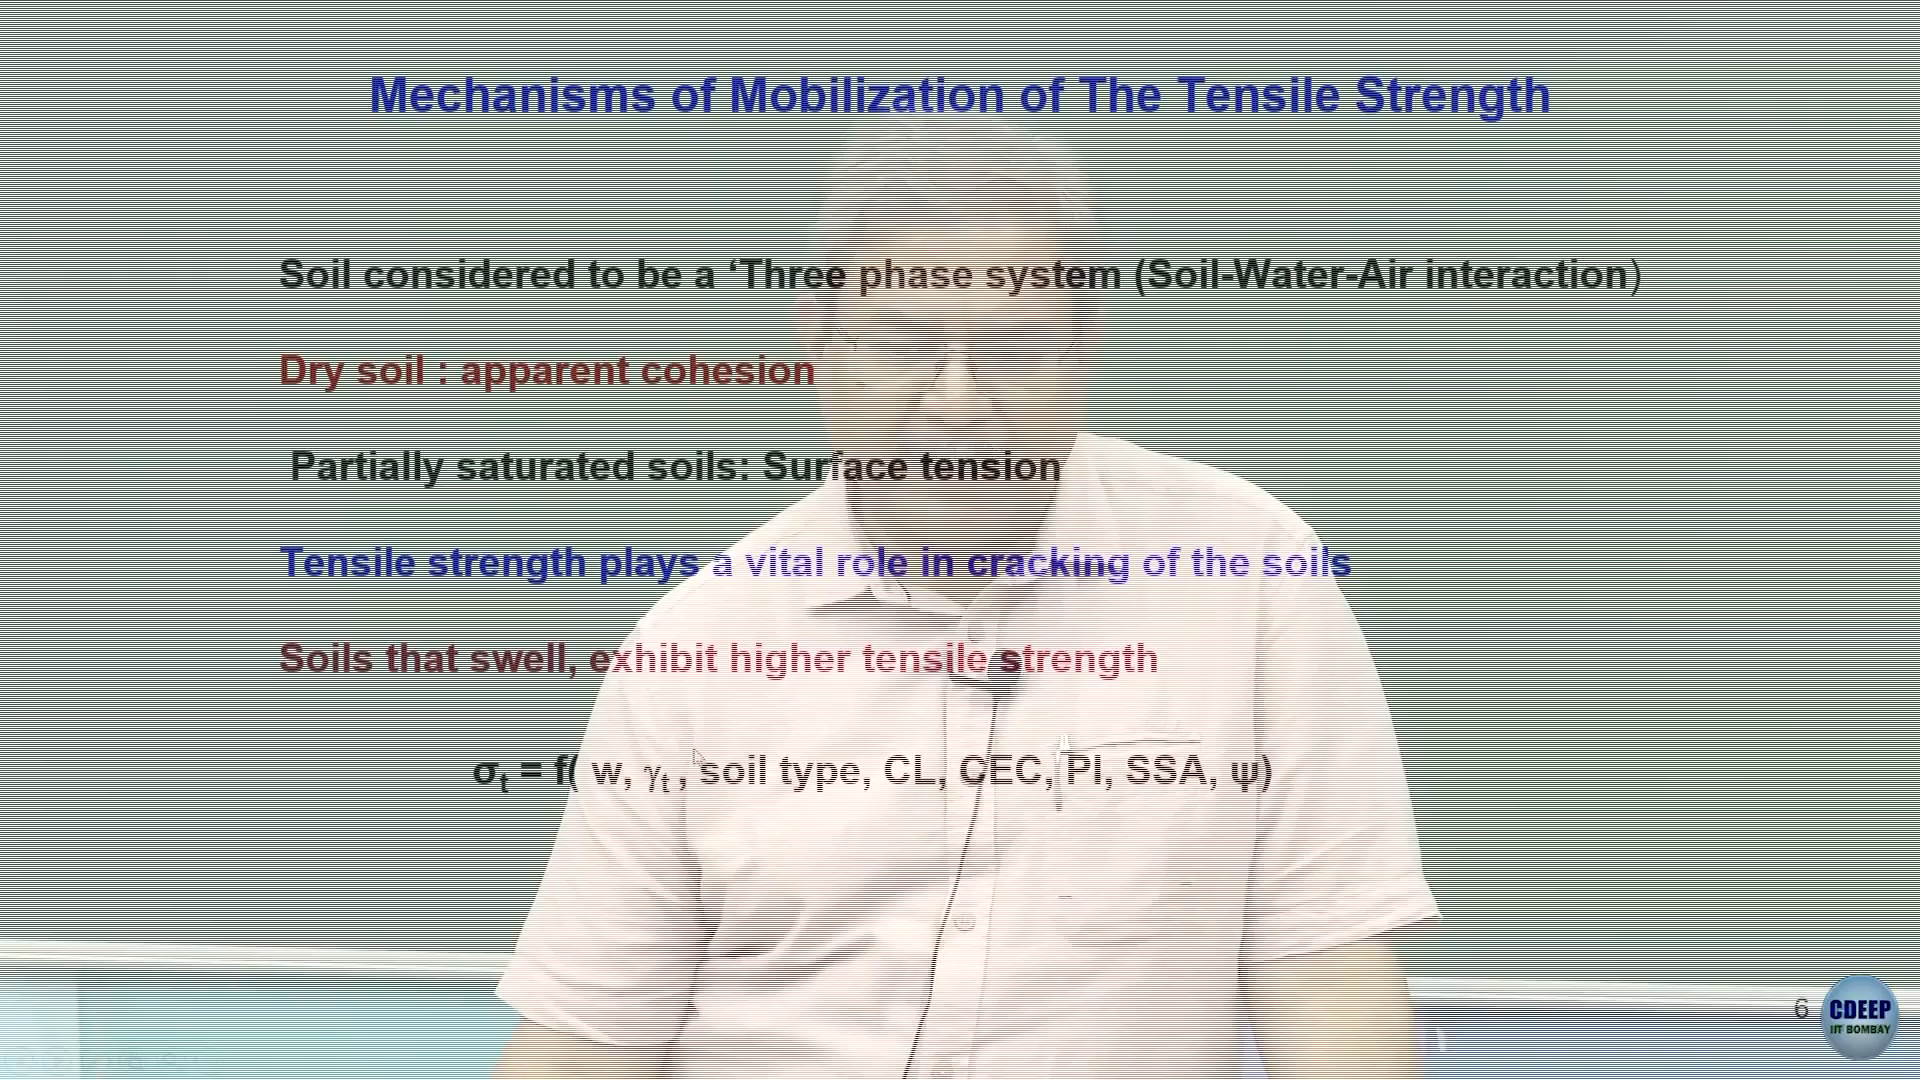 Mechanisms of Mobilization of The Tensile Strength
Soil considered to be a ‘Three phase system (Soil-Water-Air interaction)
Dry soil : apparent cohesion
Partially saturated soils: Surface tension
Tensile strength plays a vital role in cracking of the soils
Soils that swell, exhibit higher tensile strength
σt = f( w, γt , soil type, CL, CEC, PI, SSA, ψ)
6
CDEEP
IIT BOMBAY